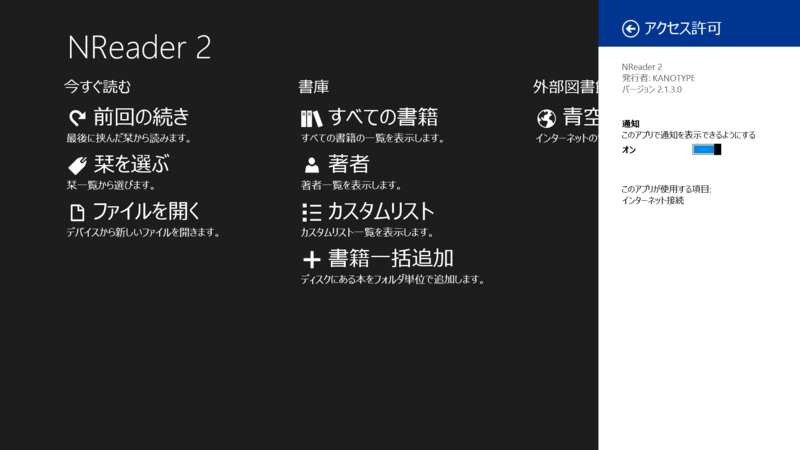 NReader 2
今すぐ読む
前回の続き
最後に挟んだ栞から読みます。
栞を選ぶ
栞一覧から選びます。
ファイルを開く
デバイスから新しいファイルを開きます。
書庫
すべての書籍
すべての書籍の一覧を表示します。
著者
著者一覧を表示します。
カスタムリスト
カスタムリスト一覧を表示します。
書籍一括追加
ディスクにある本をフォルダ単位で追加します。
外部図書
青空
インターネットの
アクセス許可
NReader 2
発行者: KANOTYPE
バージョン 2.1.3.0
通知
このアプリで通知を表示できるようにする
オン
このアプリが使用する項目:
インターネット接続